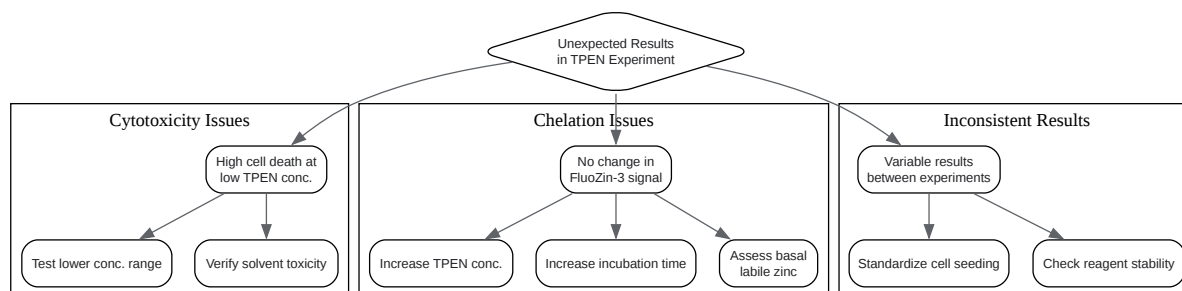 Unexpected Results
in TPEN Experiment
Cytotoxicity Issues
High cell death at
low TPEN conc.
Test lower conc. range
Verify solvent toxicity
Chelation Issues
No change in
FluoZin-3 signal
Increase TPEN conc.
Increase incubation time
Assess basal
labile zinc
Inconsistent Results
Variable results
between experiments
Standardize cell seeding
Check reagent stability